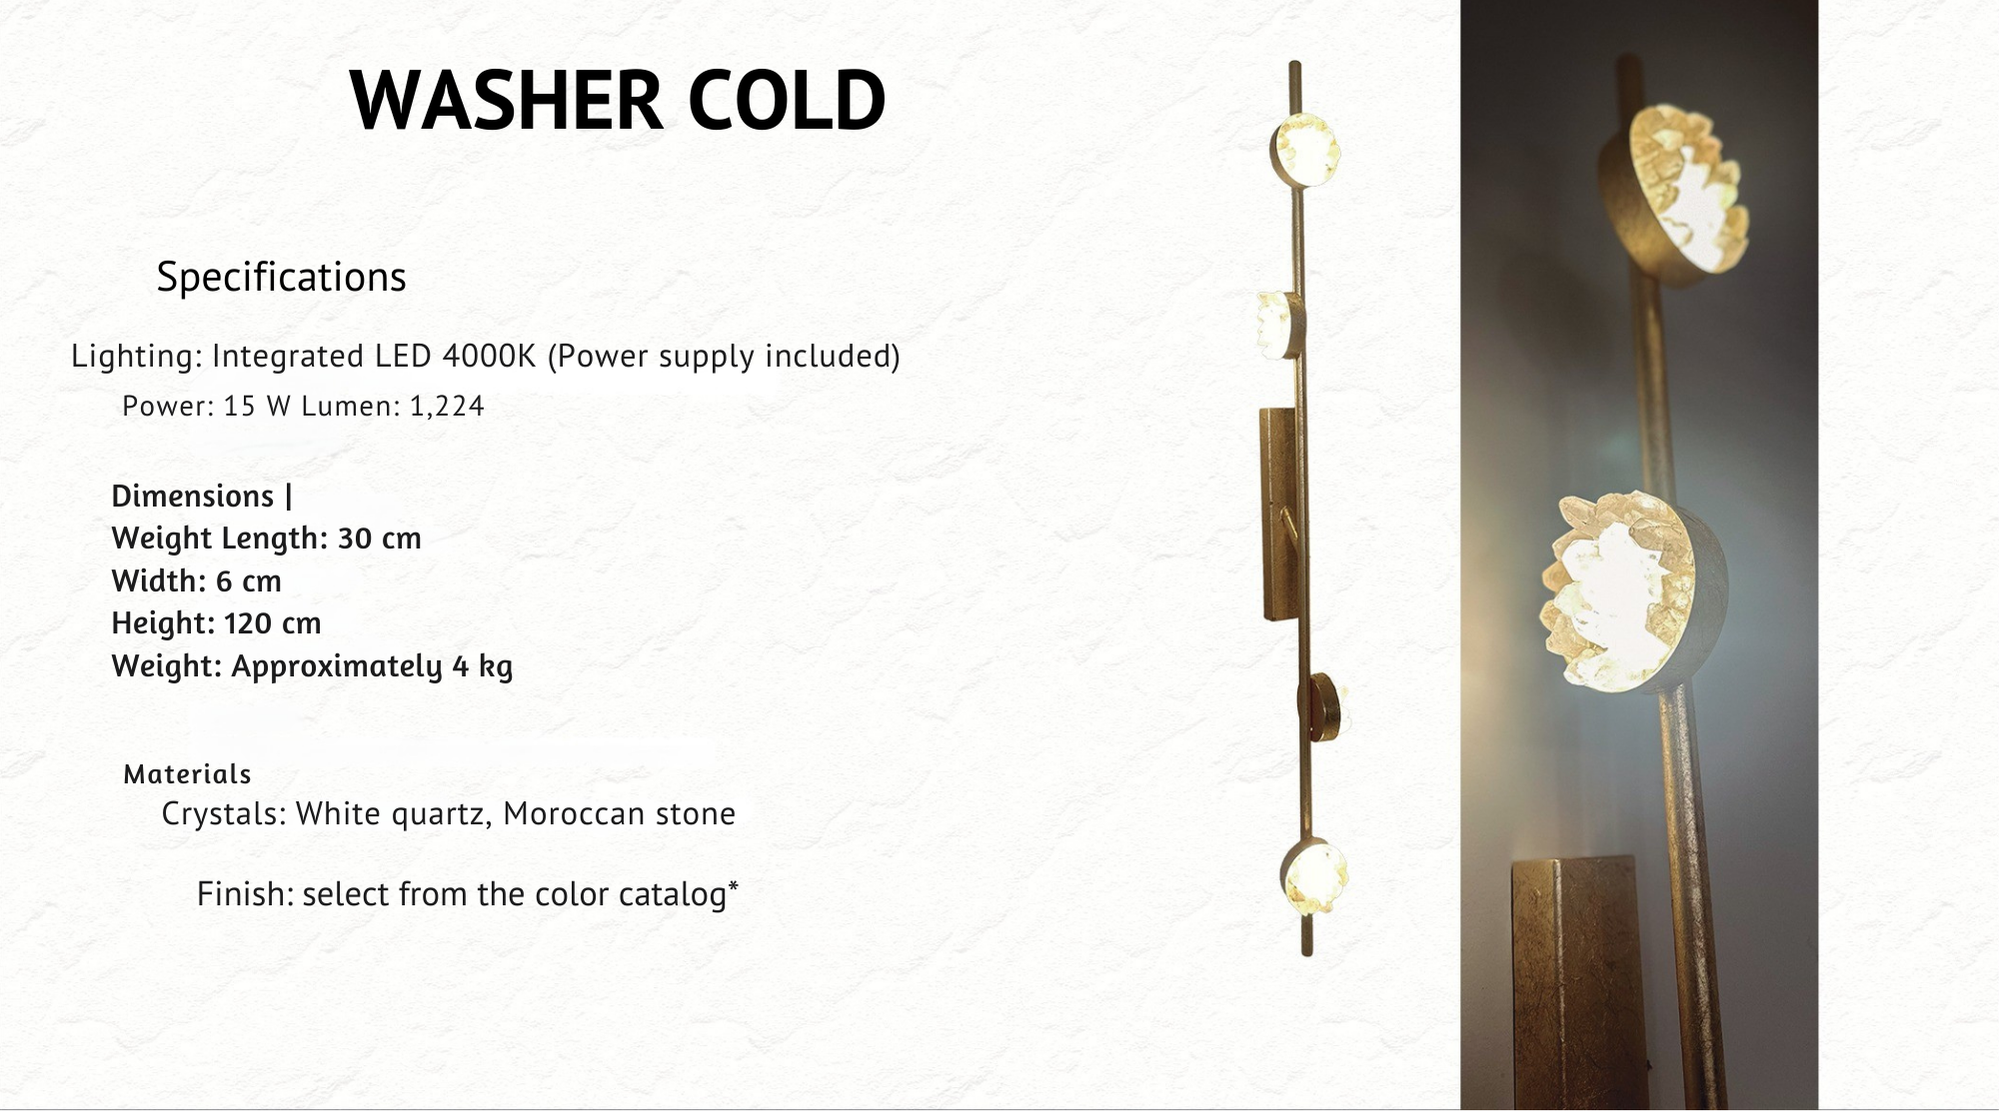 WASHER COLD
Specifications
Lighting: Integrated LED 4000K (Power supply included)
Power: 15 W Lumen: 1,224
Dimensions |
Weight Length: 30 cm
Width: 6 cm
Height: 120 cm
Weight: Approximately 4 kg
Materials
Crystals: White quartz, Moroccan stone
Finish: select from the color catalog*